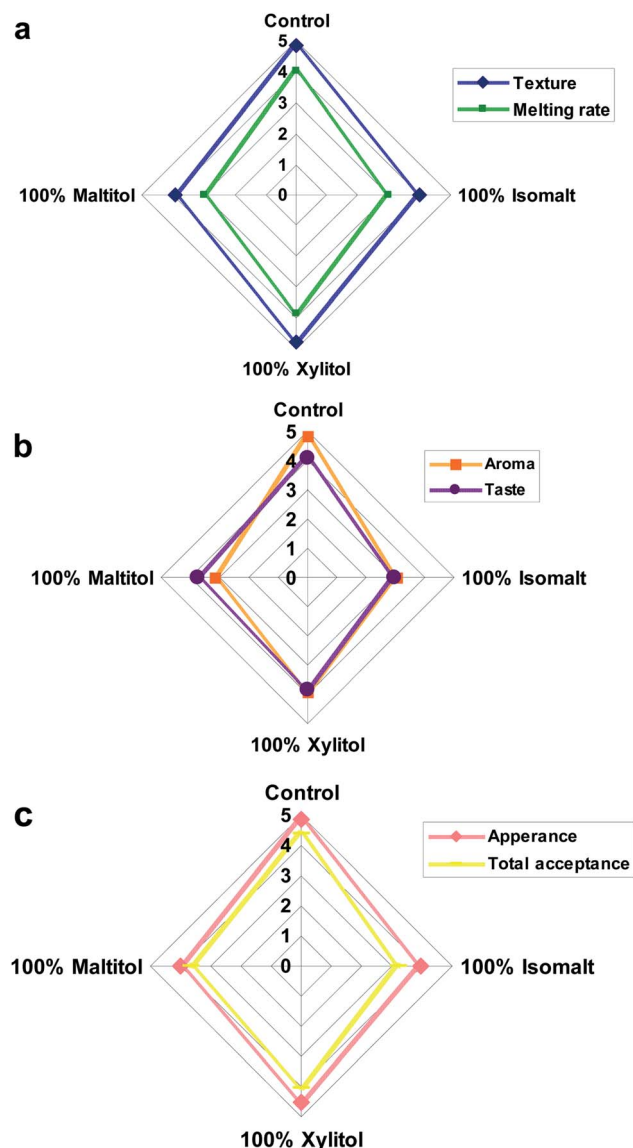 a
Control
5
4
3
2
1
0
Texture
Melting rate
100% Maltitol
100% Isomalt
100% Xylitol
b
Control
5
4
3
2
1
0
Aroma
Taste
100% Maltitol
100% Isomalt
100% Xylitol
c
Control
5
4
3
2
1
0
Apperance
Total acceptance
100% Maltitol
100% Isomalt
100% Xylitol